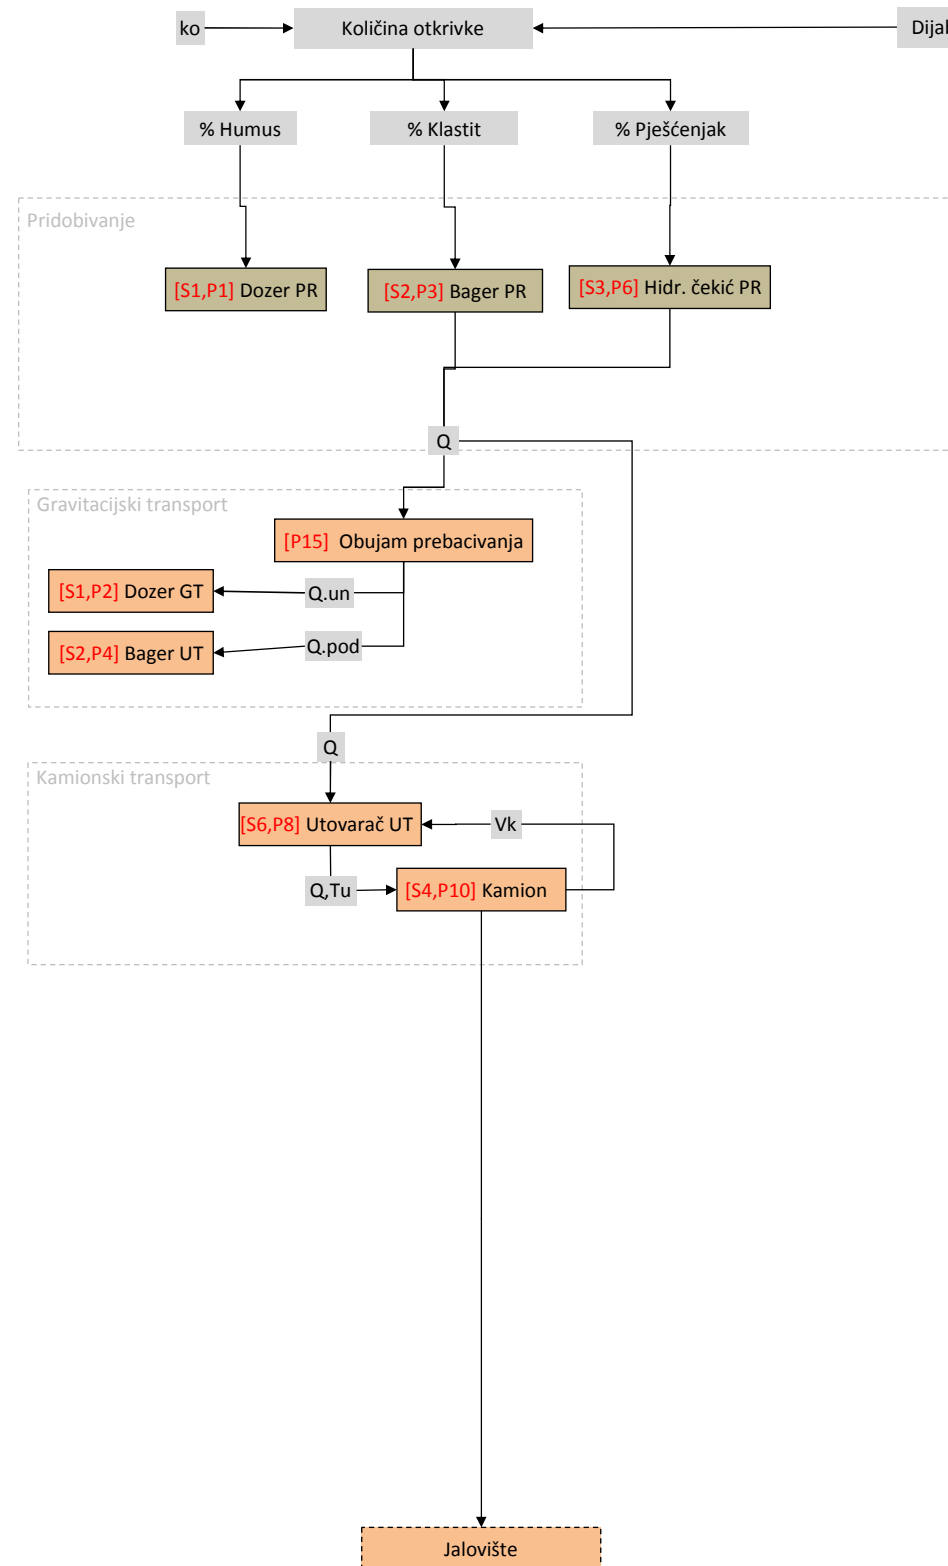 ko
Količina otkrivke
% Humus
% Klastit
% Pješćenjak
Pridobivanje
[S1,P1] Dozer PR
[S2,P3] Bager PR
[S3,P6] Hidr. čekić PR
Q
Gravitacijski transport
[P15] Obujam prebacivanja
[S1,P2] Dozer GT
Q.un
[S2,P4] Bager UT
Q.pod
Q
Kamionski transport
[S6,P8] Utovarač UT
Vk
Q,Tu
[S4,P10] Kamion
Jalovište